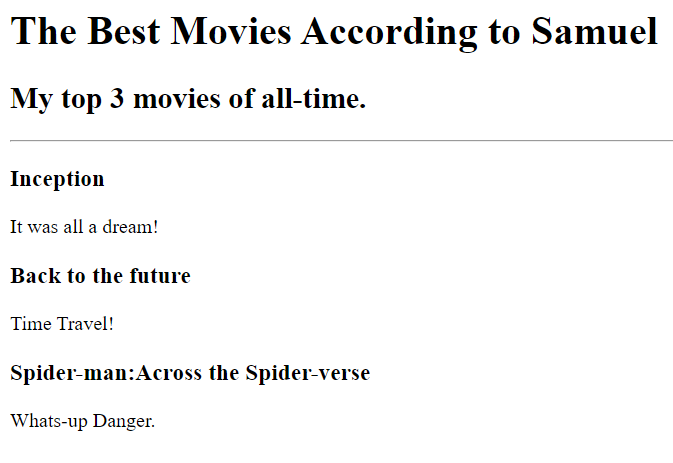 The Best Movies According to Samuel
My top 3 movies of all-time.
Inception
It was all a dream!
Back to the future
Time Travel!
Spider-man:Across the Spider-verse
Whats-up Danger.